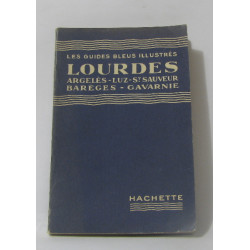 LES GUIDES BLEUS ILLUSTRÉS
LOURDES
ARGELÈS-LUZ-ST SAUVEUR
BARÈGES - GAVARNIE
HACHETTE